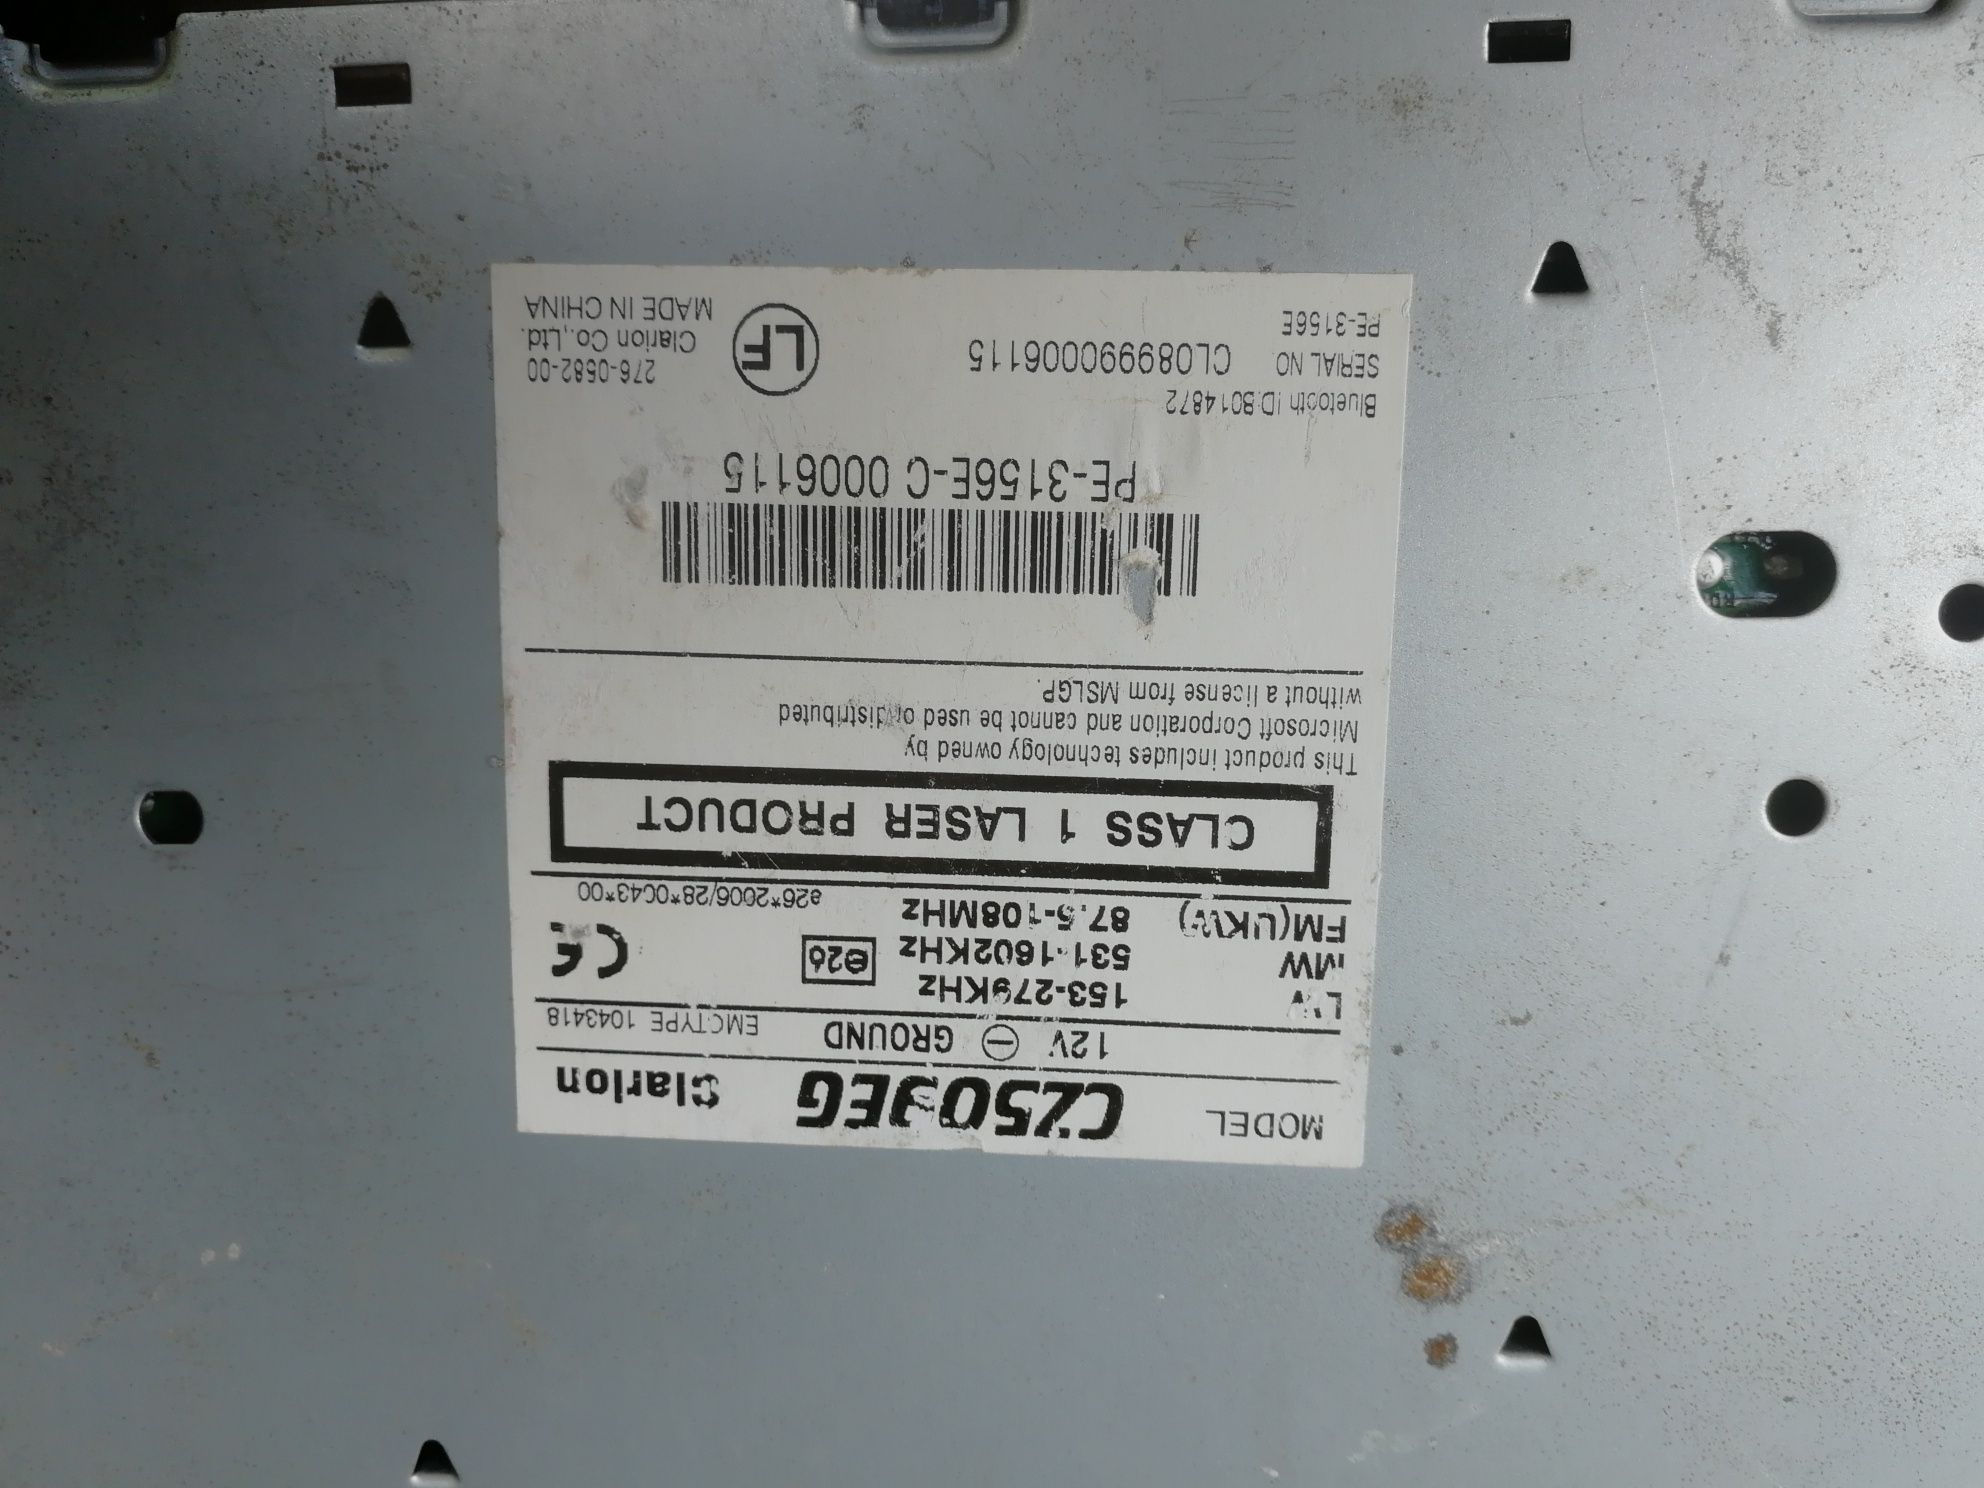 MODEL CZ509EG Clarion
12V ⊖ GROUND EMCTYPE 1043418
LW 153-279KHz
MW 531-1602KHz e26 CE
FM(UKW) 87.5-108MHz
e26*2006/28*0C43*00
CLASS 1 LASER PRODUCT
This product includes technology owned by
Microsoft Corporation and cannot be used or distributed
without a license from MSLGP.
PE-3156E-C 0006115
Bluetooth ID:B014872
SERIAL NO. CL089990006115
PE-3156E
LF
276-0582-00
Clarion Co.,Ltd.
MADE IN CHINA